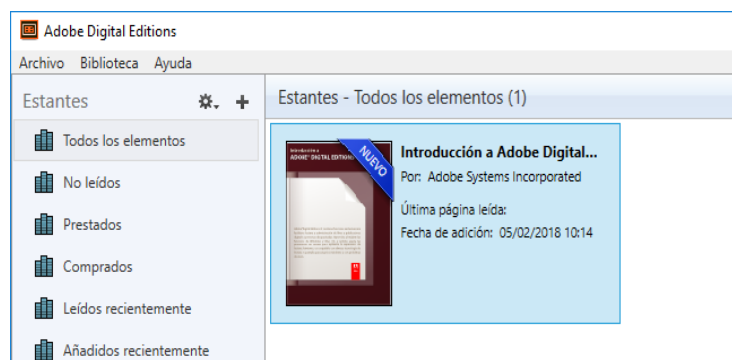 Adobe Digital Editions
Archivo Biblioteca Ayuda
Estantes
Todos los elementos
No leídos
Prestados
Comprados
Leídos recientemente
Añadidos recientemente
Estantes - Todos los elementos (1)
Introducción a
ADOBE® DIGITAL EDITIONS
NUEVO
Introducción a Adobe Digital...
Por: Adobe Systems Incorporated
Última página leída:
Fecha de adición: 05/02/2018 10:14